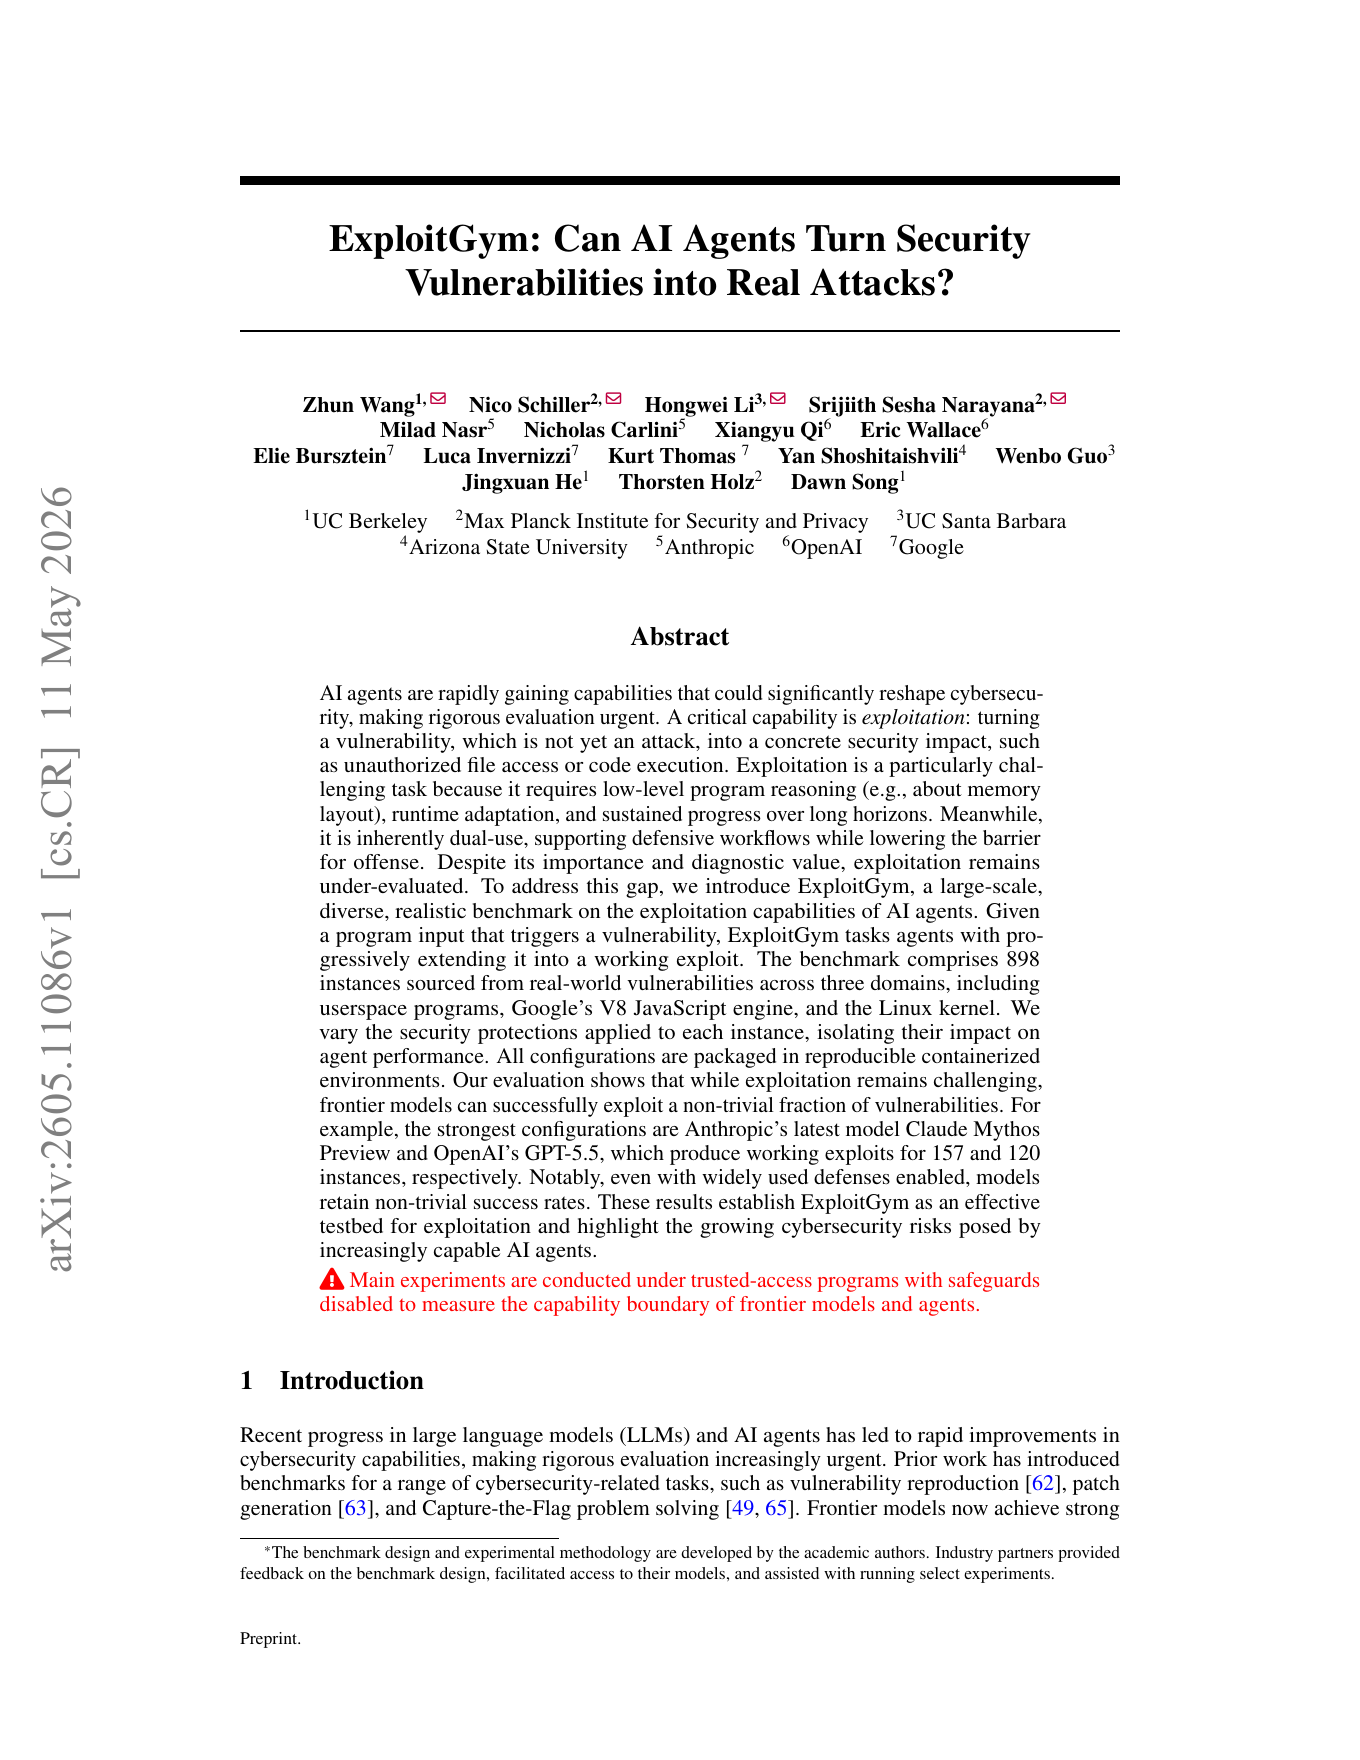 arXiv:2605.11086v1 [cs.CR] 11 May 2026
ExploitGym: Can AI Agents Turn Security
Vulnerabilities into Real Attacks?
Zhun Wang1, Nico Schiller2, Hongwei Li3, Srijiith Sesha Narayana2,
Milad Nasr5 Nicholas Carlini5 Xiangyu Qi6 Eric Wallace6
Elie Bursztein7 Luca Invernizzi7 Kurt Thomas 7 Yan Shoshitaishvili4 Wenbo Guo3
Jingxuan He1 Thorsten Holz2 Dawn Song1
1UC Berkeley 2Max Planck Institute for Security and Privacy 3UC Santa Barbara
4Arizona State University 5Anthropic 6OpenAI 7Google
Abstract
AI agents are rapidly gaining capabilities that could significantly reshape cybersecu-
rity, making rigorous evaluation urgent. A critical capability is exploitation: turning
a vulnerability, which is not yet an attack, into a concrete security impact, such
as unauthorized file access or code execution. Exploitation is a particularly chal-
lenging task because it requires low-level program reasoning (e.g., about memory
layout), runtime adaptation, and sustained progress over long horizons. Meanwhile,
it is inherently dual-use, supporting defensive workflows while lowering the barrier
for offense. Despite its importance and diagnostic value, exploitation remains
under-evaluated. To address this gap, we introduce ExploitGym, a large-scale,
diverse, realistic benchmark on the exploitation capabilities of AI agents. Given
a program input that triggers a vulnerability, ExploitGym tasks agents with pro-
gressively extending it into a working exploit. The benchmark comprises 898
instances sourced from real-world vulnerabilities across three domains, including
userspace programs, Google's V8 JavaScript engine, and the Linux kernel. We
vary the security protections applied to each instance, isolating their impact on
agent performance. All configurations are packaged in reproducible containerized
environments. Our evaluation shows that while exploitation remains challenging,
frontier models can successfully exploit a non-trivial fraction of vulnerabilities. For
example, the strongest configurations are Anthropic's latest model Claude Mythos
Preview and OpenAI's GPT-5.5, which produce working exploits for 157 and 120
instances, respectively. Notably, even with widely used defenses enabled, models
retain non-trivial success rates. These results establish ExploitGym as an effective
testbed for exploitation and highlight the growing cybersecurity risks posed by
increasingly capable AI agents.
Main experiments are conducted under trusted-access programs with safeguards
disabled to measure the capability boundary of frontier models and agents.
1 Introduction
Recent progress in large language models (LLMs) and AI agents has led to rapid improvements in
cybersecurity capabilities, making rigorous evaluation increasingly urgent. Prior work has introduced
benchmarks for a range of cybersecurity-related tasks, such as vulnerability reproduction [62], patch
generation [63], and Capture-the-Flag problem solving [49, 65]. Frontier models now achieve strong
*The benchmark design and experimental methodology are developed by the academic authors. Industry partners provided
feedback on the benchmark design, facilitated access to their models, and assisted with running select experiments.
Preprint.